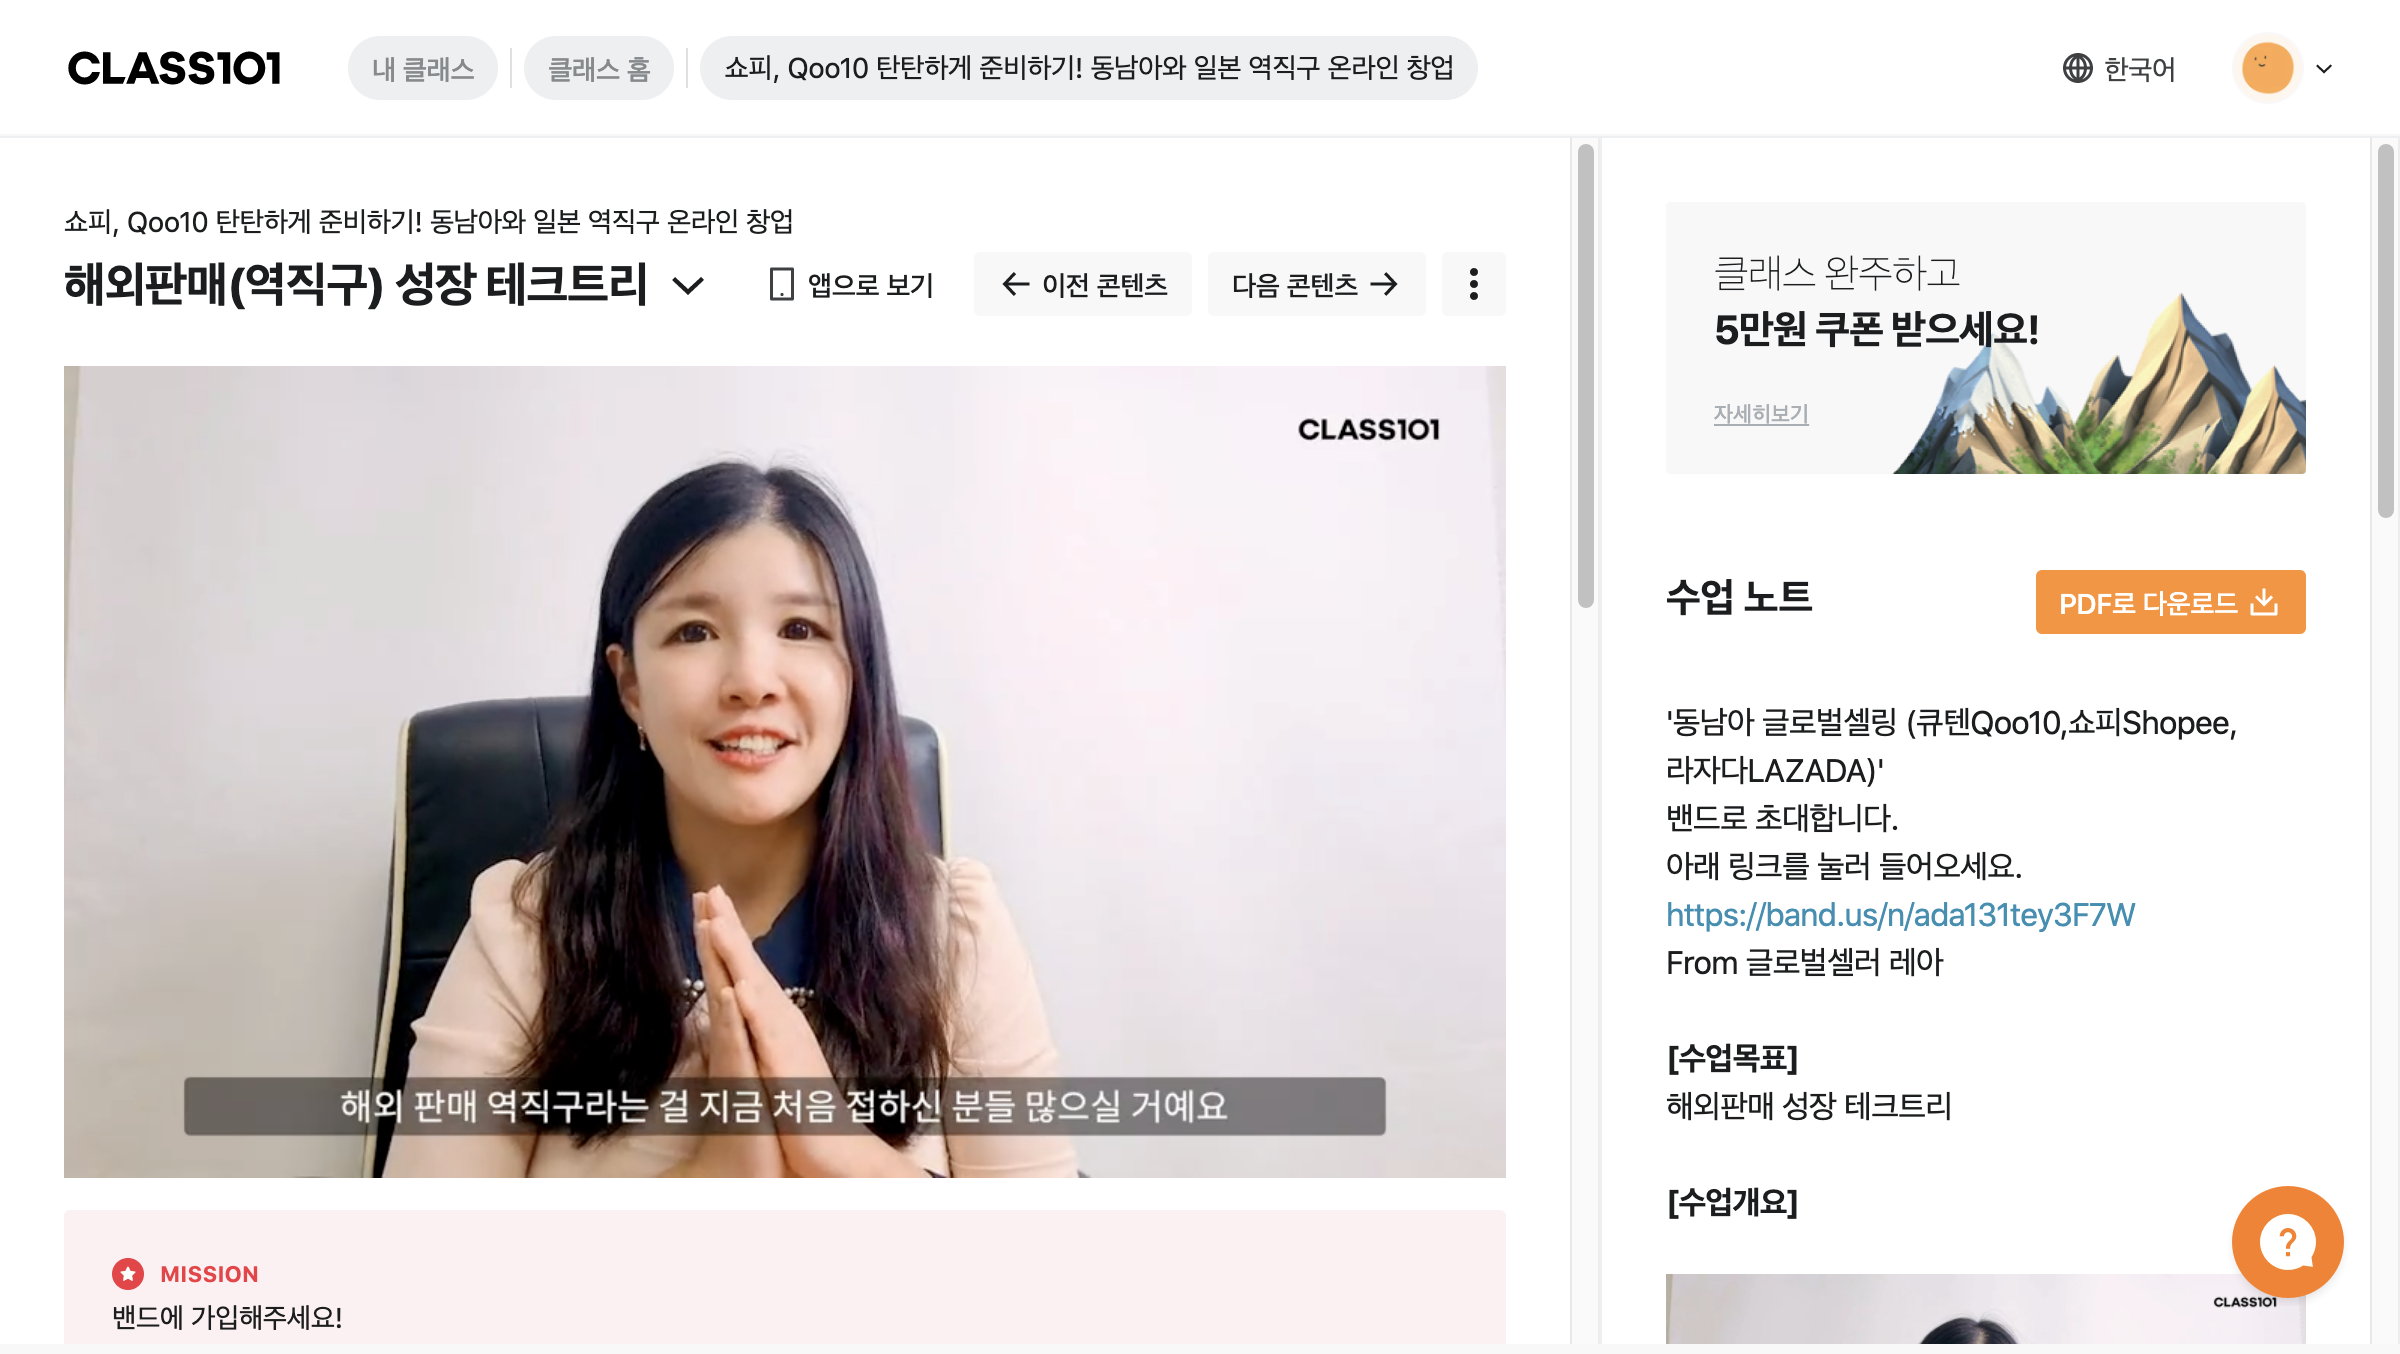 CLASS101
내 클래스
클래스 홈
쇼피, Qoo10 탄탄하게 준비하기! 동남아와 일본 역직구 온라인 창업
한국어
쇼피, Qoo10 탄탄하게 준비하기! 동남아와 일본 역직구 온라인 창업
해외판매(역직구) 성장 테크트리
앱으로 보기
← 이전 콘텐츠
다음 콘텐츠 →
CLASS101
해외 판매 역직구라는 걸 지금 처음 접하신 분들 많으실 거예요
MISSION
밴드에 가입해주세요!
클래스 완주하고
5만원 쿠폰 받으세요!
자세히보기
수업 노트
PDF로 다운로드
'동남아 글로벌셀링 (큐텐Qoo10,쇼피Shopee,
라자다LAZADA)'
밴드로 초대합니다.
아래 링크를 눌러 들어오세요.
https://band.us/n/ada131tey3F7W
From 글로벌셀러 레아
[수업목표]
해외판매 성장 테크트리
[수업개요]
?
CLASS101